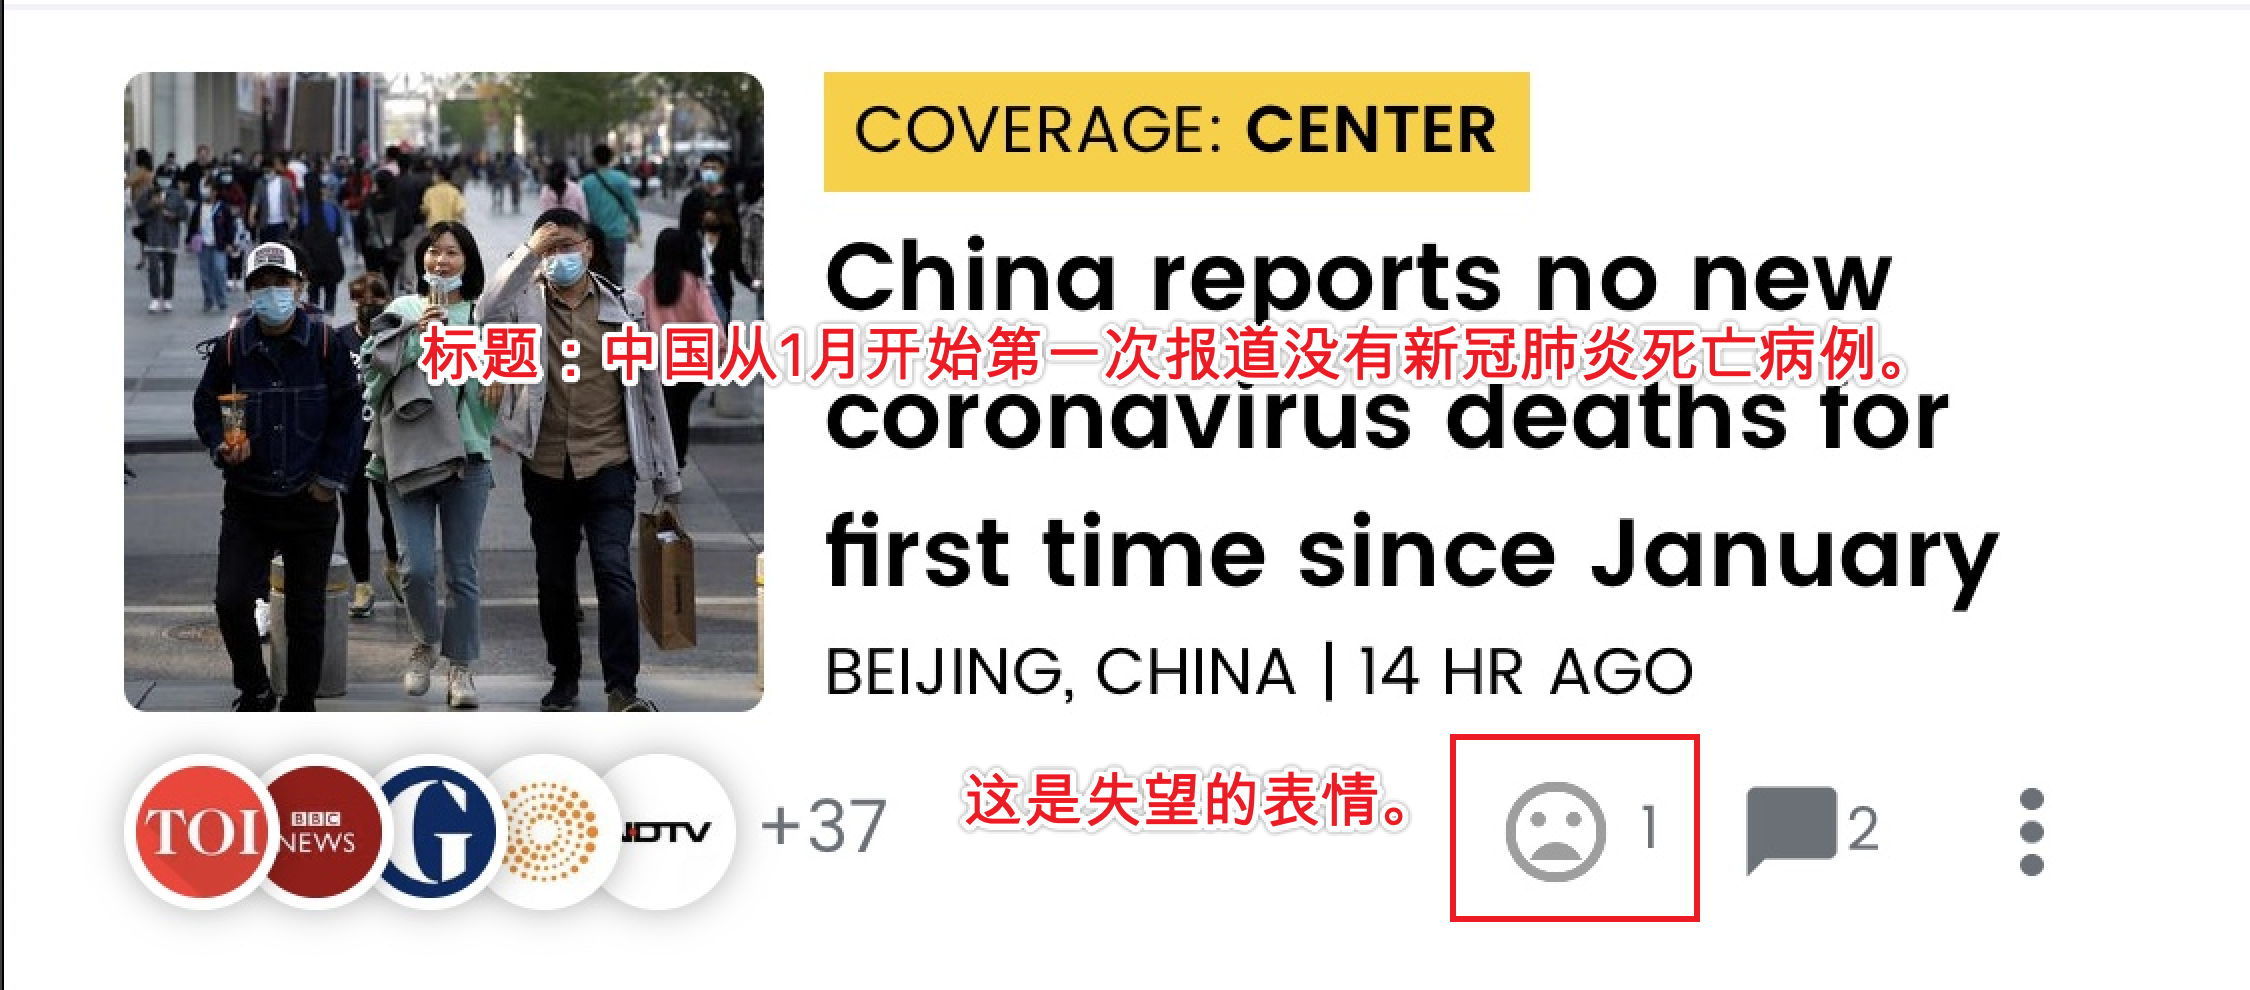 COVERAGE: CENTER
China reports no new
标题：中国从1月开始第一次报道没有新冠肺炎死亡病例。
coronavirus deaths for
first time since January
BEIJING, CHINA | 14 HR AGO
TOI
BBC
NEWS
G
NDTV
+37
这是失望的表情。
1
2